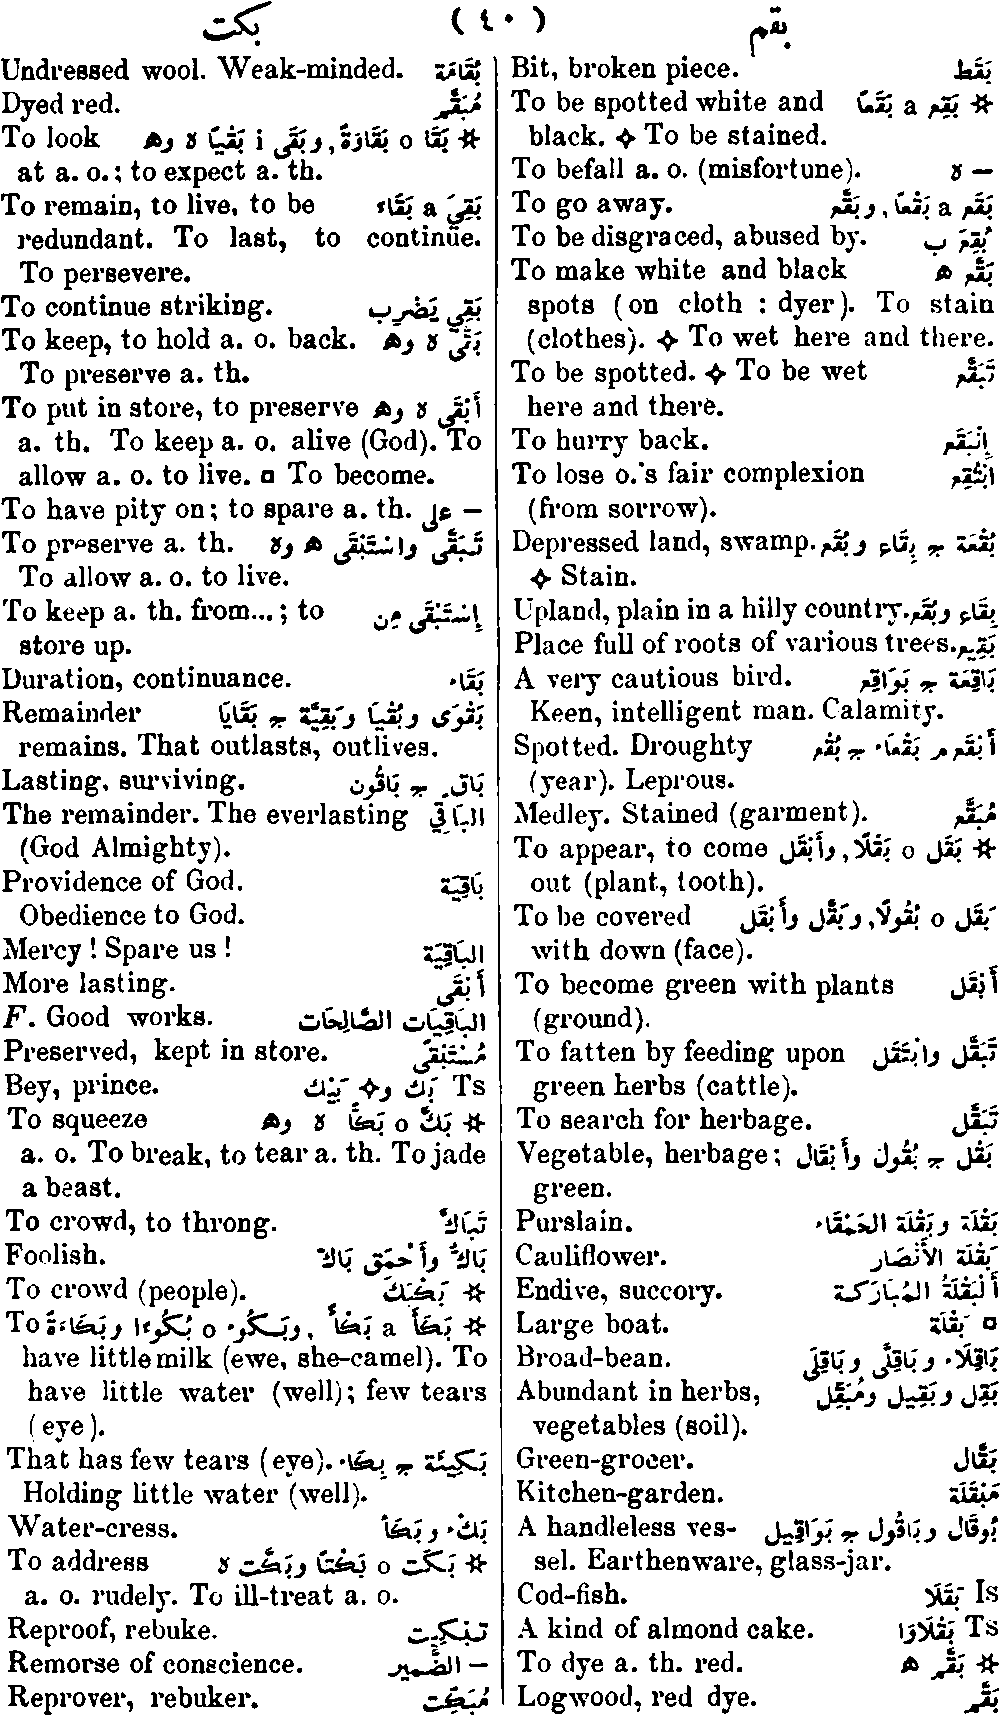 بقم ( ٤٠ ) بكت
Bit, broken piece. بَقَط
To be spotted white and ☆ بَقِعَ a بَقَعًا
black. ✧ To be stained.
To befall a. o. (misfortune). — لا
To go away. بَقَع a بَقْعًا, وبَقَّع
To be disgraced, abused by. بُقِعَ ب
To make white and black بَقَّع ه
spots (on cloth : dyer). To stain
(clothes). ✧ To wet here and there.
To be spotted. ✧ To be wet تَبَقَّع
here and there.
To hurry back. إِنْبَقَع
To lose o.'s fair complexion ابْتُقِع
(from sorrow).
Depressed land, swamp. بُقْعَة ج بِقَاع وبُقَع
✧ Stain.
Upland, plain in a hilly country. بِقَاع وبُقَع
Place full of roots of various trees. بَقِيع
A very cautious bird. بَاقِعَة ج بَوَاقِع
Keen, intelligent man. Calamity.
Spotted. Droughty أَبْقَع م بَقْعَاء ج بُقْع
(year). Leprous.
Medley. Stained (garment). مُبَقَّع
To appear, to come ☆ بَقَل o بَقْلًا, وأَبْقَل
out (plant, tooth).
To be covered بَقَل o بُقُولًا, وبَقَّل وأَبْقَل
with down (face).
To become green with plants أَبْقَل
(ground).
To fatten by feeding upon تَبَقَّل وابْتَقَل
green herbs (cattle).
To search for herbage. تَبَقَّل
Vegetable, herbage; بَقْل ج بُقُول وأَبْقَال
green.
Purslain. بَقْلَة وبَقْلَة الحَمْقَاء
Cauliflower. بَقْلَة الأَنْصَار
Endive, succory. أَلْبَقْلَةُ المُبَارَكَة
Large boat. ▫ بَقْلَة
Broad-bean. بَاقِلَاء وبَاقِلَّى وبَاقِلَى
Abundant in herbs, بَقِل وبَقِيل ومُبْقِل
vegetables (soil).
Green-grocer. بَقَّال
Kitchen-garden. مَبْقَلَة
A handleless ves- بُوقَال وبَاقُول ج بَوَاقِيل
sel. Earthenware, glass-jar.
Cod-fish. Is بَقَلَا
A kind of almond cake. Ts بَقْلَاوَا
To dye a. th. red. ☆ بَقَّم ه
Logwood, red dye. بَقَّم
Undressed wool. Weak-minded. بُقَامَة
Dyed red. مُبَقَّم
To look ☆ بَقَا o بَقَاوَةً, وبَقَى i بَقْيًا لا وه
at a. o.; to expect a. th.
To remain, to live, to be بَقِيَ a بَقَاء
redundant. To last, to continue.
To persevere.
To continue striking. بَقِي يَضْرِب
To keep, to hold a. o. back. بَقَّى لا وه
To preserve a. th.
To put in store, to preserve أَبْقَى لا وه
a. th. To keep a. o. alive (God). To
allow a. o. to live. ▫ To become.
To have pity on; to spare a. th. — على
To preserve a. th. تَبَقَّى واسْتَبْقَى ه ولا
To allow a. o. to live.
To keep a. th. from...; to إِسْتَبْقَى مِن
store up.
Duration, continuance. بَقَاء
Remainder بَقْوَى وبُقْيَا وبَقِيَّة ج بَقَايَا
remains. That outlasts, outlives.
Lasting, surviving. بَاقٍ ج بَاقُون
The remainder. The everlasting البَاقِي
(God Almighty).
Providence of God. بَاقِيَة
Obedience to God.
Mercy ! Spare us ! البَاقِيَة
More lasting. أَبْقَى
F. Good works. البَاقِيَات الصَّالِحَات
Preserved, kept in store. مُسْتَبْقَى
Bey, prince. Ts بَك و✧ بَيْك
To squeeze ☆ بَكَّ o بَكًّا لا وه
a. o. To break, to tear a. th. To jade
a beast.
To crowd, to throng. تَبَاكَّ
Foolish. بَاكٌّ وأَحْمَق بَاكّ
To crowd (people). ☆ بَكْبَكَ
To ☆ بَكَأَ a بَكْأً, وبَكُؤ o بُكُوءًا وبَكَاءَةً
have little milk (ewe, she-camel). To
have little water (well); few tears
(eye).
That has few tears (eye). بَكِيئَة ج بِكَاء
Holding little water (well).
Water-cress. بَكْء وبَكَأ
To address ☆ بَكَت o بَكْتًا وبَكَّت لا
a. o. rudely. To ill-treat a. o.
Reproof, rebuke. تَبْكِيت
Remorse of conscience. — الضَّمِير
Reprover, rebuker. مُبَكِّت